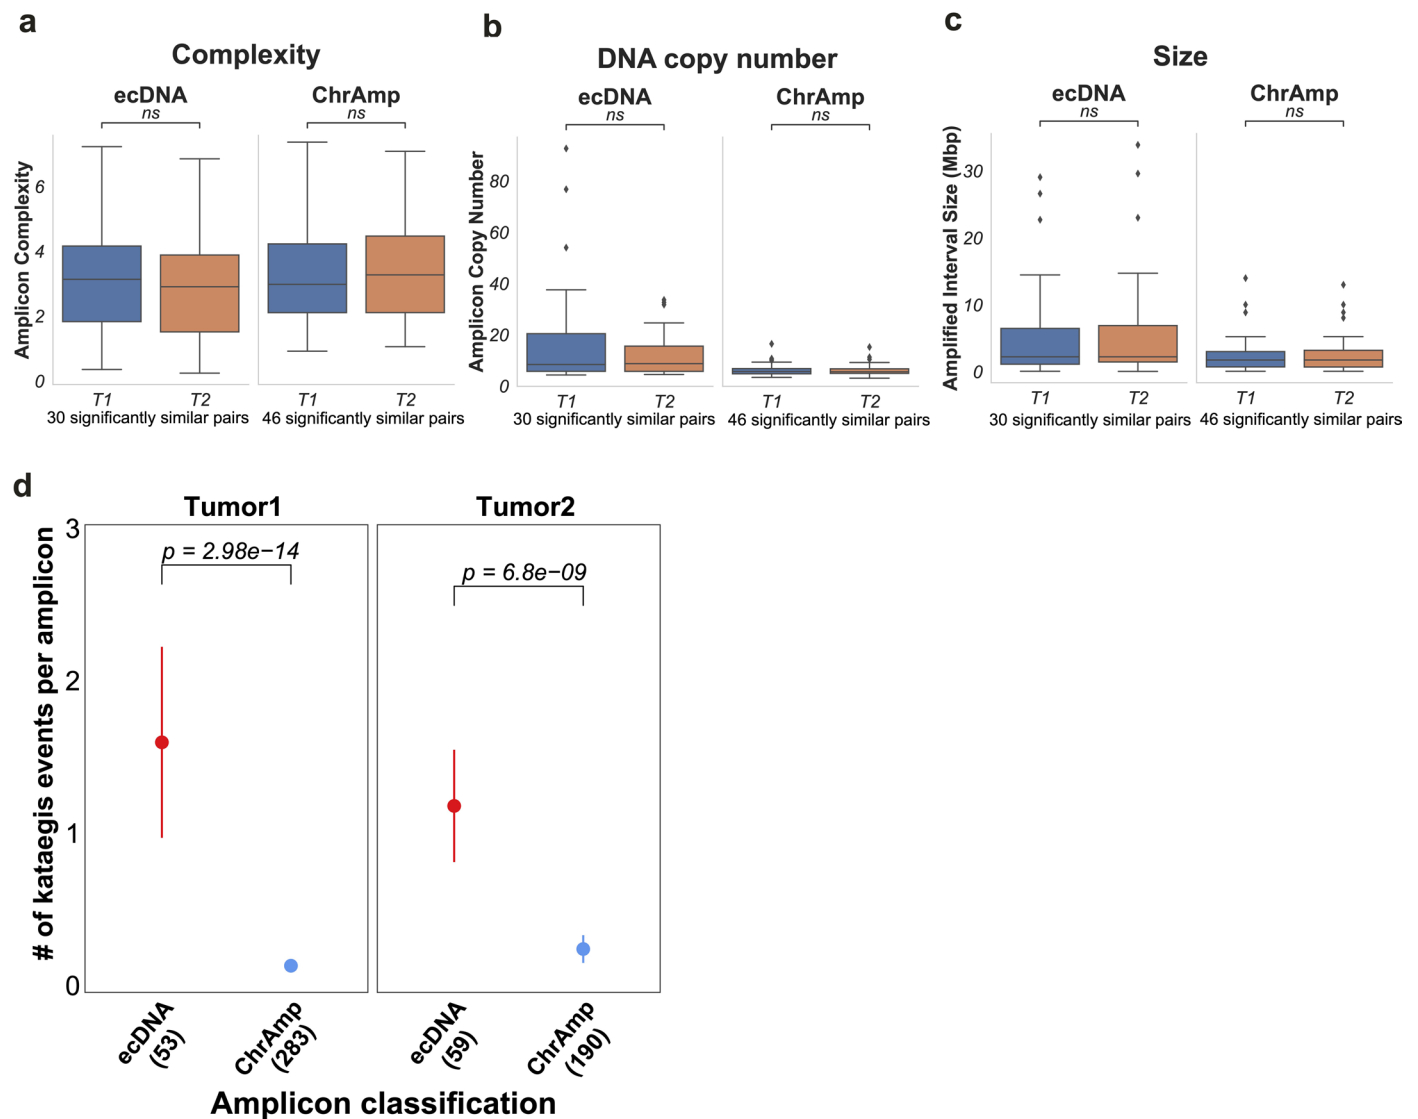 a
Complexity
ecDNA
ns
ChrAmp
ns
Amplicon Complexity
6
4
2
0
T1
T2
30 significantly similar pairs
T1
T2
46 significantly similar pairs
b
DNA copy number
ecDNA
ns
ChrAmp
ns
Amplicon Copy Number
80
60
40
20
0
T1
T2
30 significantly similar pairs
T1
T2
46 significantly similar pairs
c
Size
ecDNA
ns
ChrAmp
ns
Amplified Interval Size (Mbp)
30
20
10
0
T1
T2
30 significantly similar pairs
T1
T2
46 significantly similar pairs
d
Tumor1
Tumor2
# of kataegis events per amplicon
3
2
1
0
p = 2.98e−14
p = 6.8e−09
ecDNA
(53)
ChrAmp
(283)
ecDNA
(59)
ChrAmp
(190)
Amplicon classification